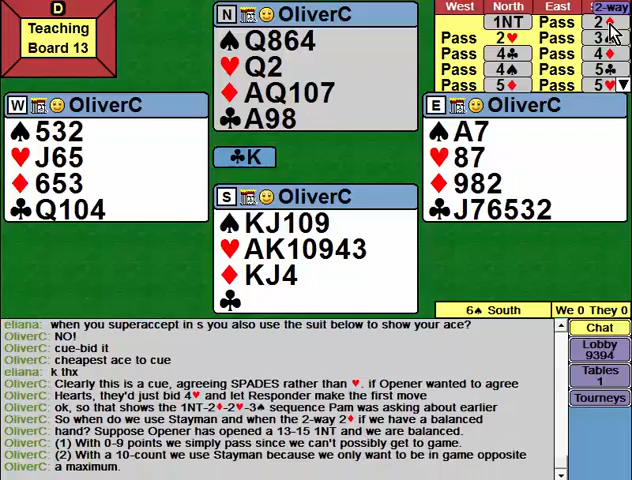 D
Teaching
Board 13
N OliverC
♠Q864
♥Q2
♦AQ107
♣A98
West North East 2-way
1NT Pass 2♦
Pass 2♥ Pass 3♠
Pass 4♣ Pass 4♦
Pass 4♠ Pass 5♣
Pass 5♦ Pass 5♥
W OliverC
♠532
♥J65
♦653
♣Q104
♣K
E OliverC
♠A7
♥87
♦982
♣J76532
S OliverC
♠KJ109
♥AK10943
♦KJ4
♣
6♠ South We 0 They 0
eliana: when you superaccept in s you also use the suit below to show your ace?
OliverC: NO!
OliverC: cue-bid it
OliverC: cheapest ace to cue
eliana: k thx
OliverC: Clearly this is a cue, agreeing SPADES rather than ♥. if Opener wanted to agree
OliverC: Hearts, they'd just bid 4♥ and let Responder make the first move
OliverC: ok, so that shows the 1NT-2♦-2♥-3♠ sequence Pam was asking about earlier
OliverC: So when do we use Stayman and when the 2-way 2♦ if we have a balanced
OliverC: hand? Suppose Opener has opened a 13-15 1NT and we are balanced.
OliverC: (1) With 0-9 points we simply pass since we can't possibly get to game.
OliverC: (2) With a 10-count we use Stayman because we only want to be in game opposite
OliverC: a maximum.
Chat
Lobby
9394
Tables
1
Tourneys